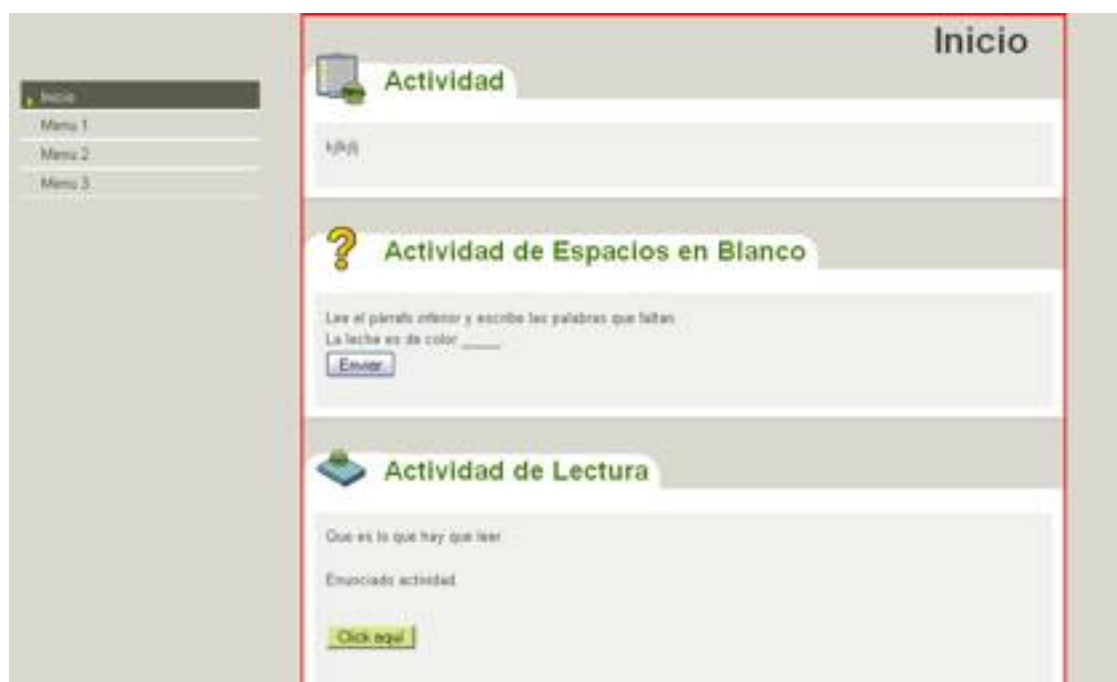 Inicio
Inicio
Menu 1
Menu 2
Menu 3
Actividad
kjlkjlj
Actividad de Espacios en Blanco
Lee el párrafo inferior y escribe las palabras que faltan.
La leche es de color _____
Enviar
Actividad de Lectura
Que es lo que hay que leer
Enunciado actividad.
Click aquí